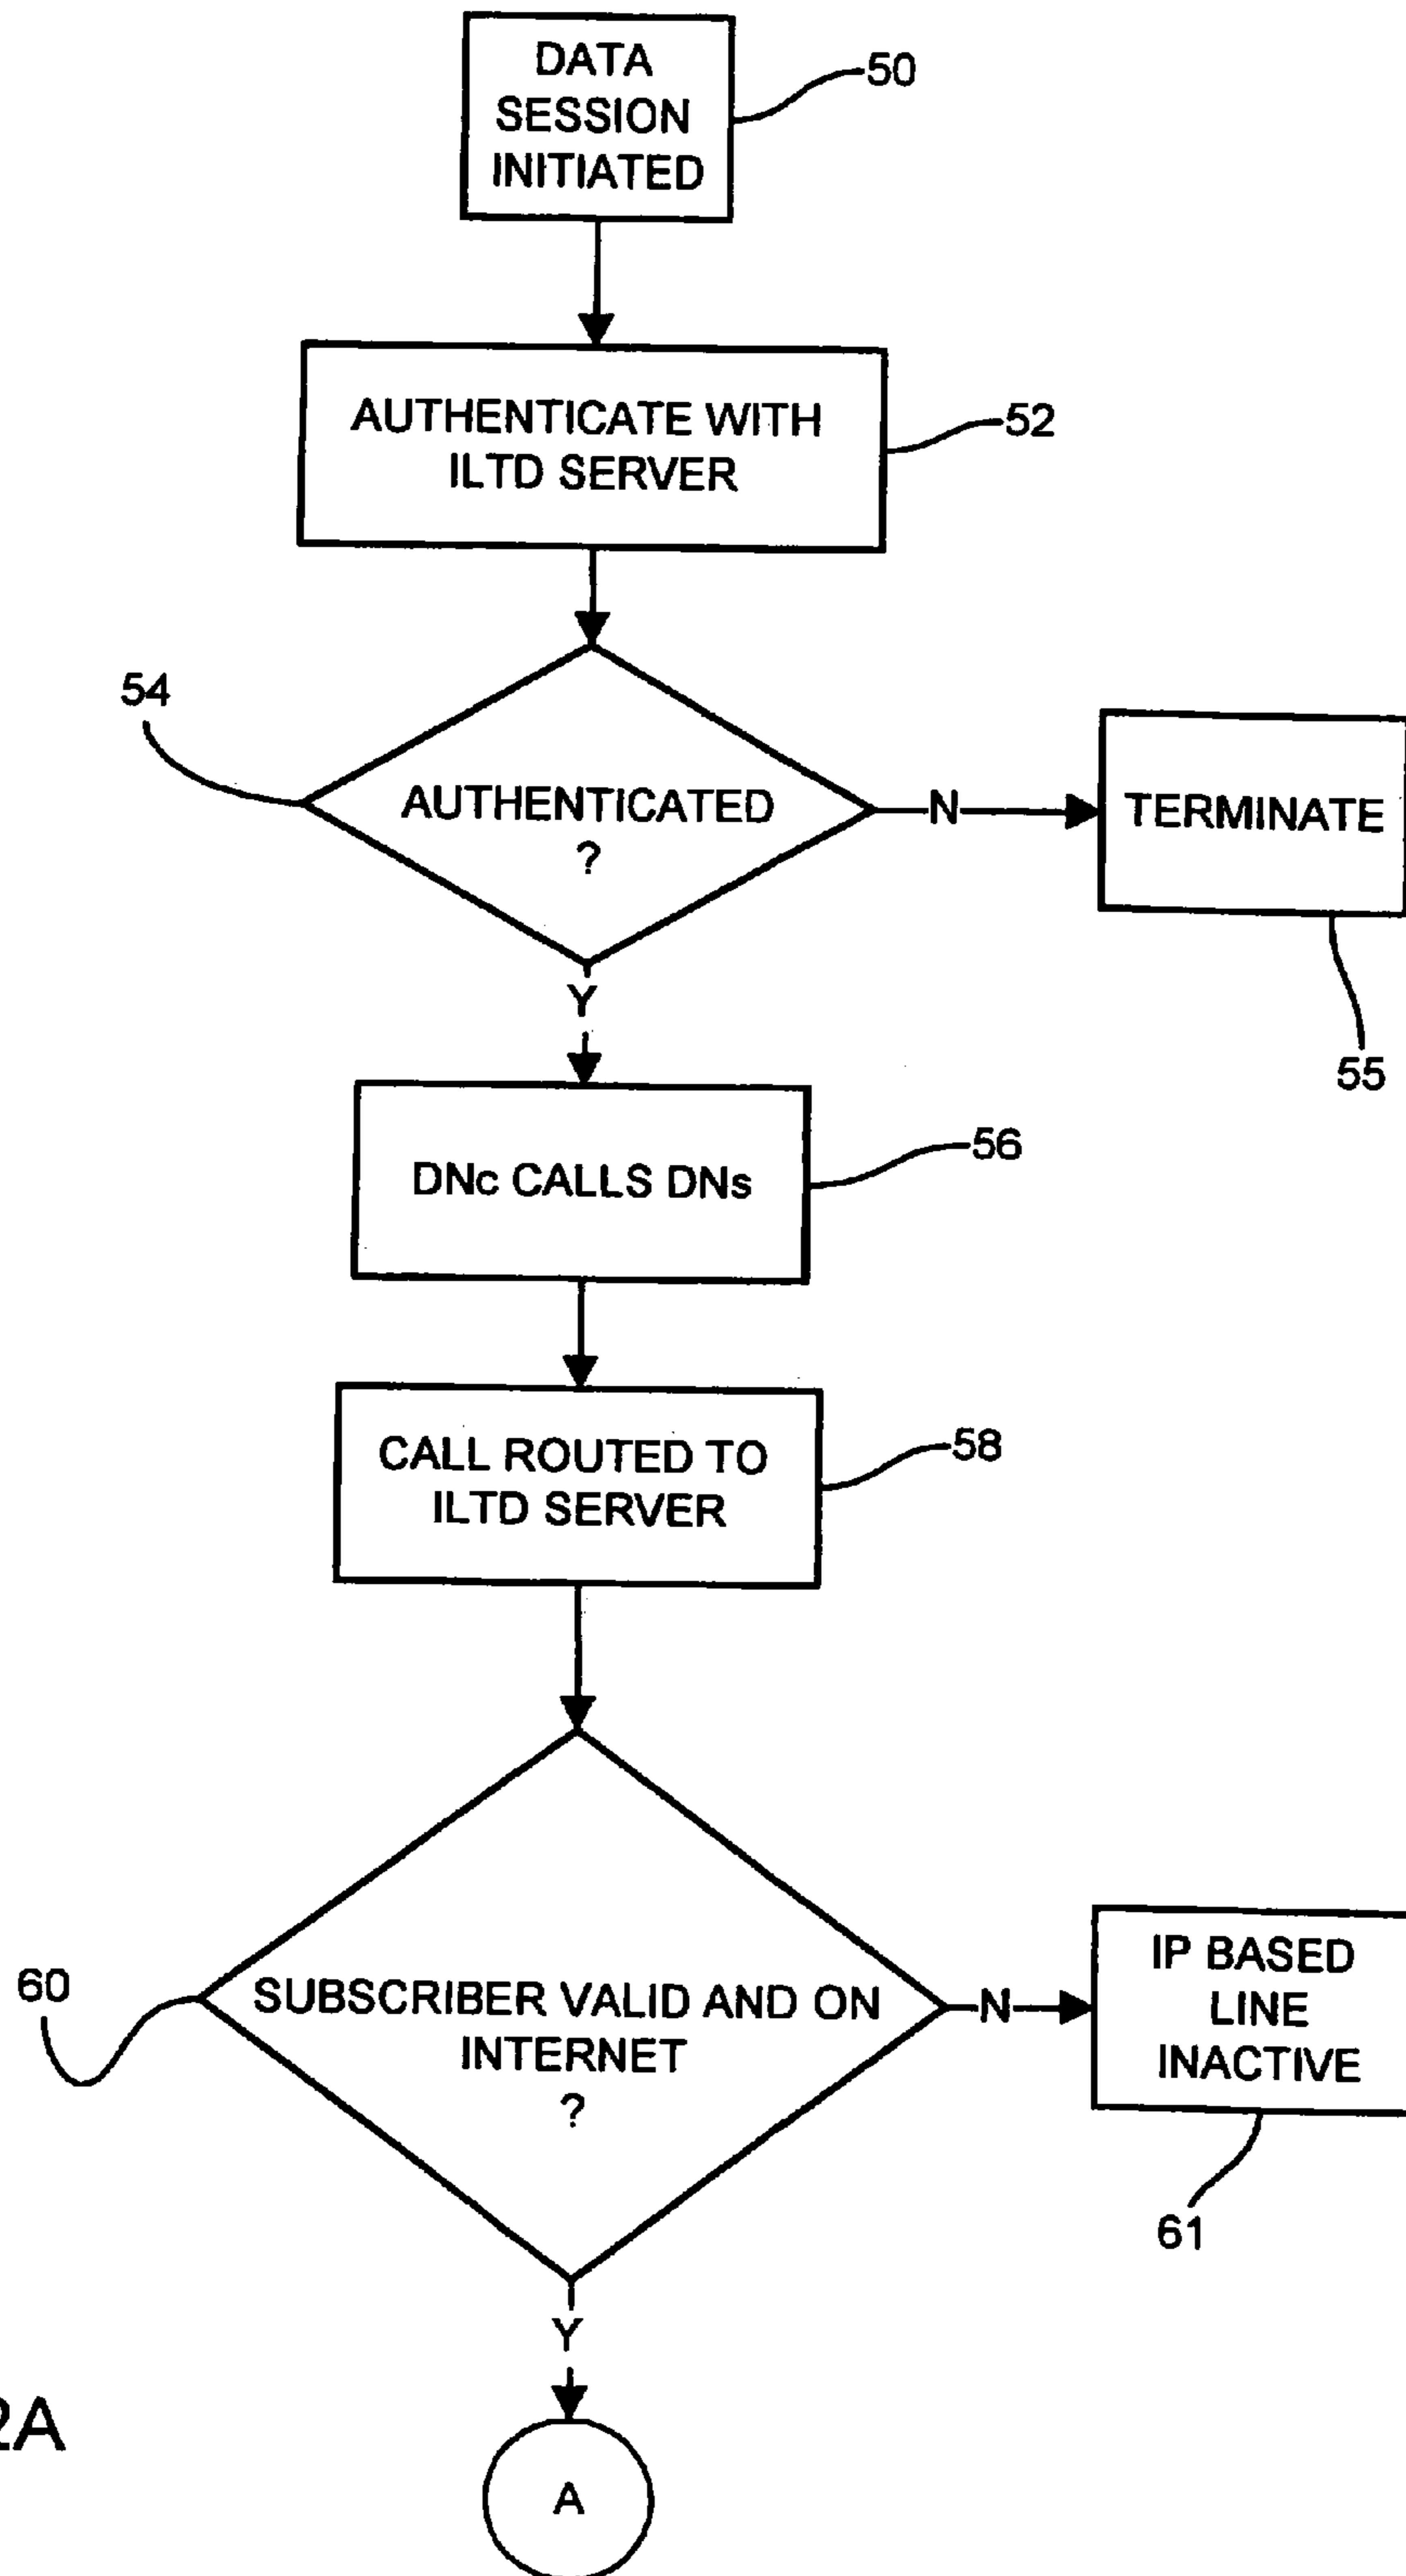 DATA
SESSION
INITIATED
50
AUTHENTICATE WITH
ILTD SERVER
52
54
AUTHENTICATED
?
N
TERMINATE
55
Y
DNc CALLS DNs
56
CALL ROUTED TO
ILTD SERVER
58
60
SUBSCRIBER VALID AND ON
INTERNET
?
N
IP BASED
LINE
INACTIVE
61
Y
2A
A